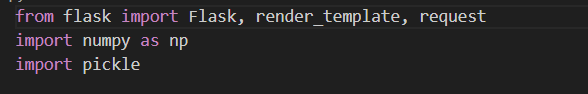 from flask import Flask, render_template, request
import numpy as np
import pickle